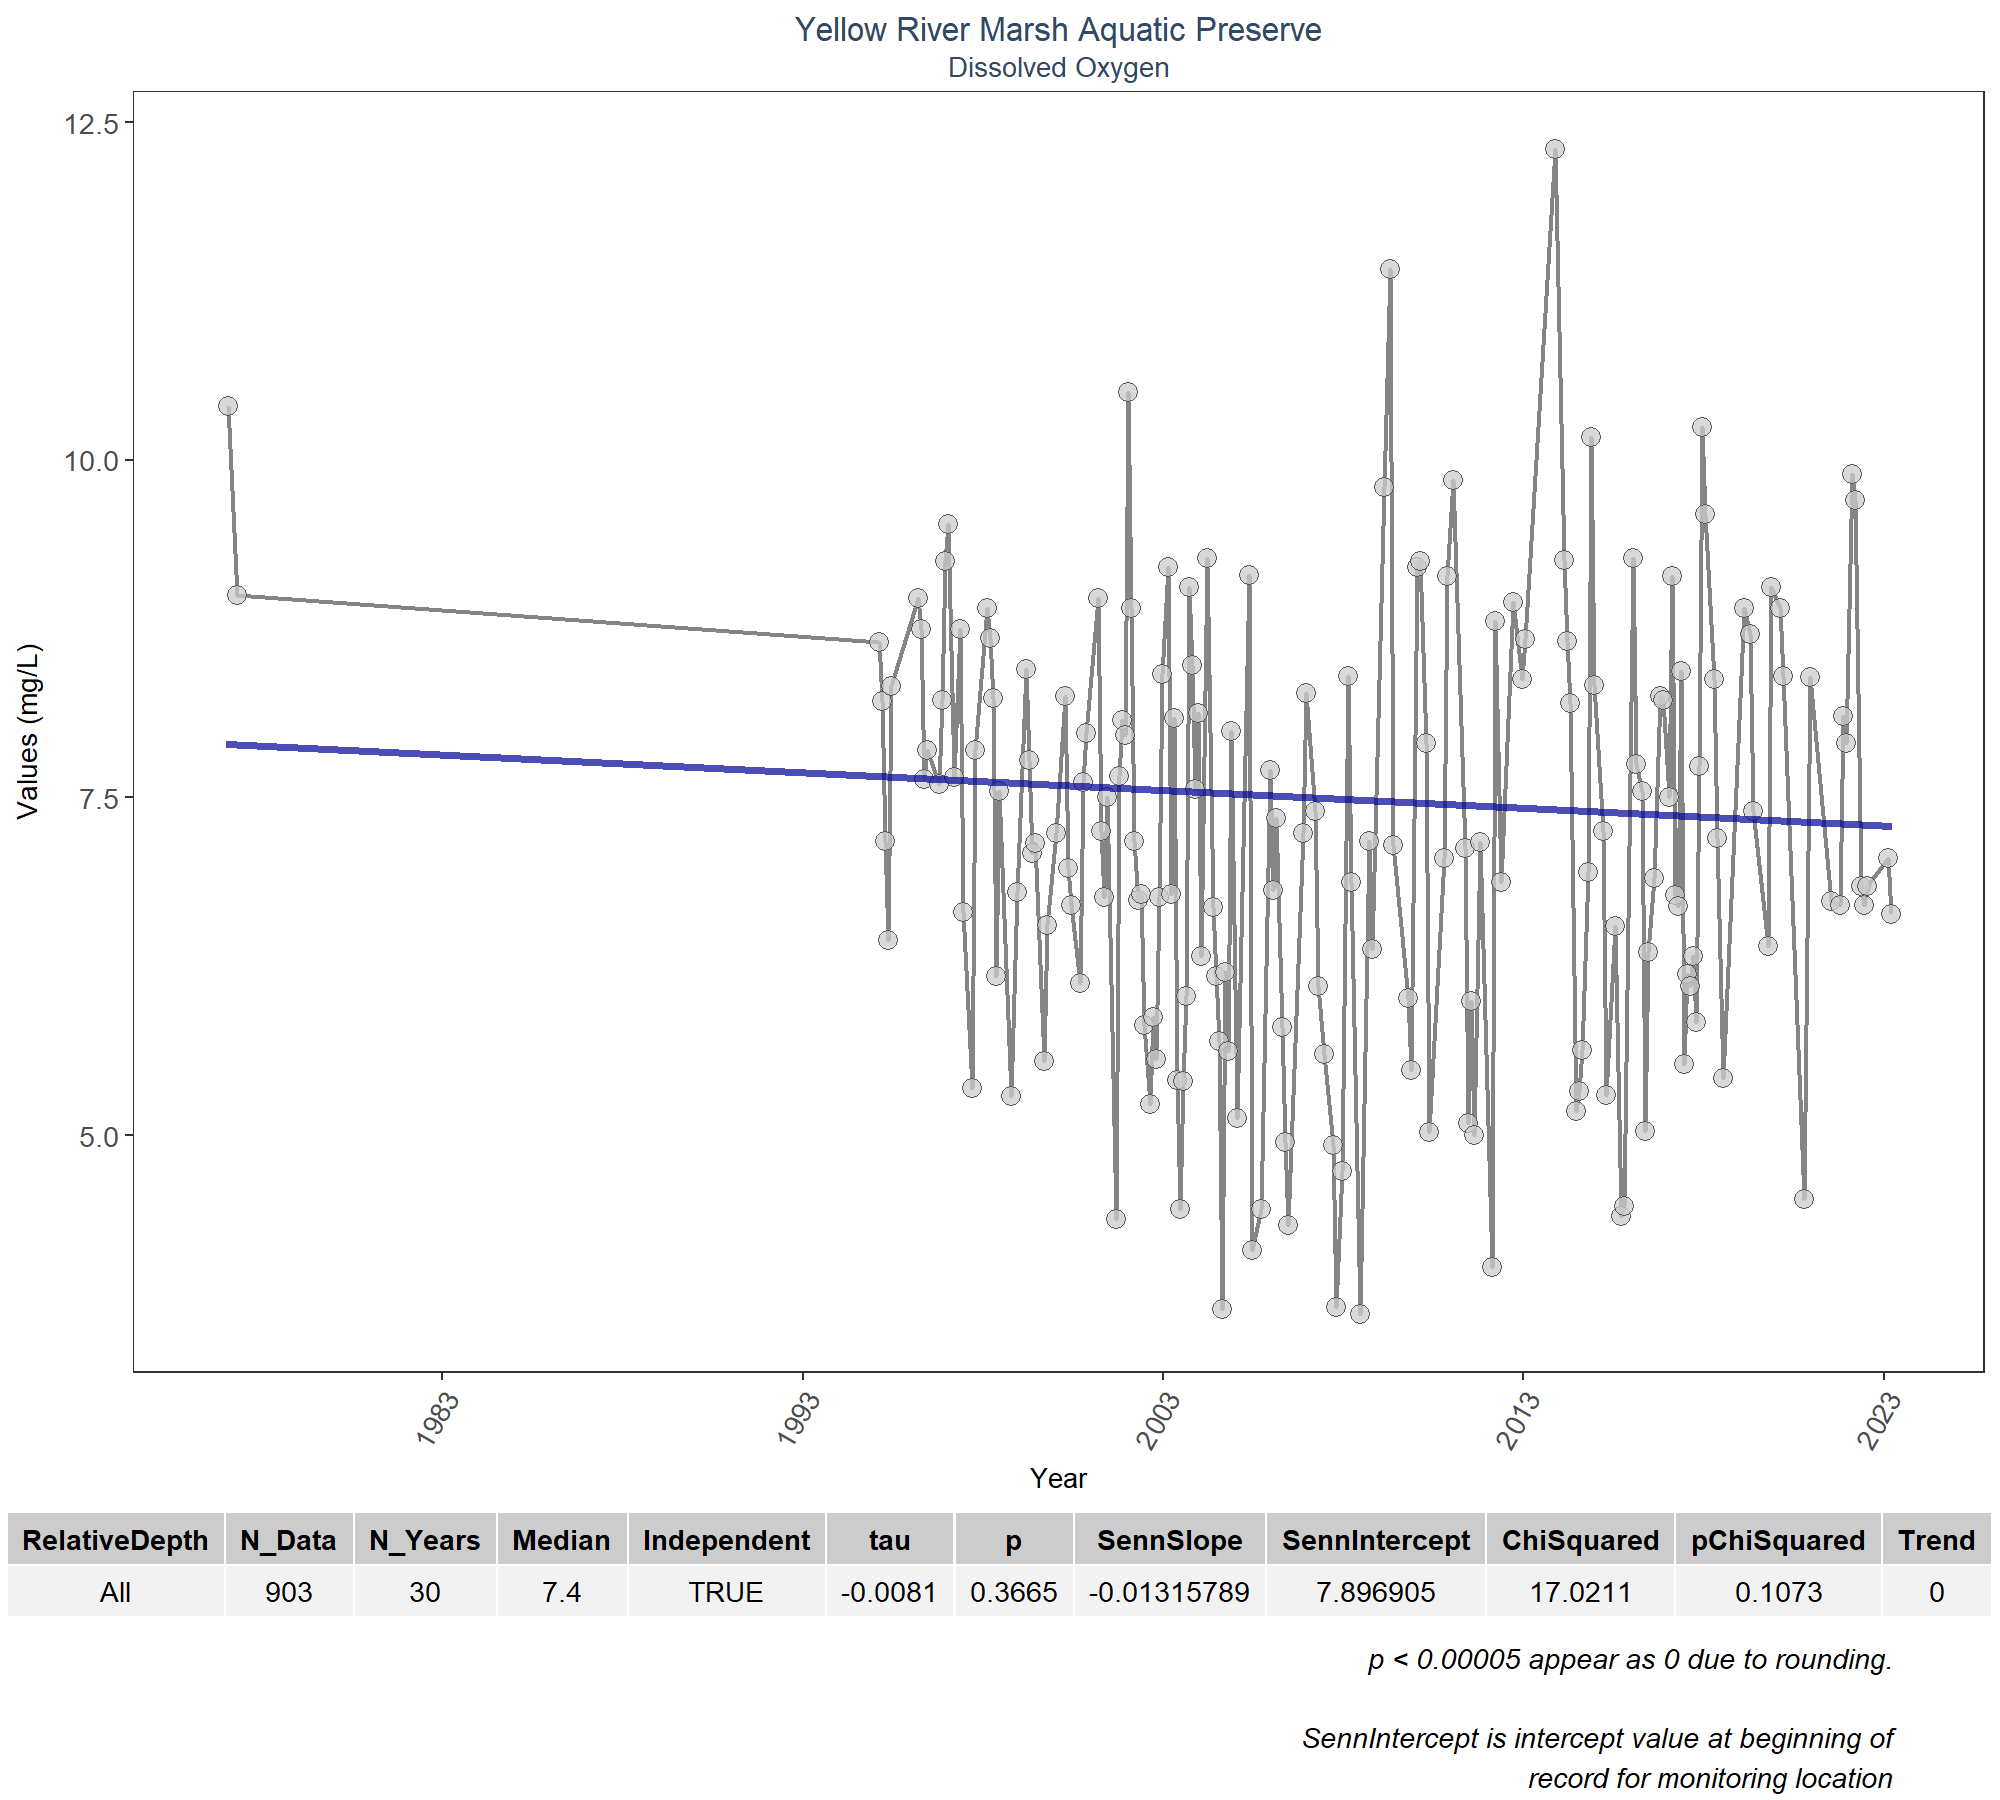 Yellow River Marsh Aquatic Preserve
Dissolved Oxygen
12.5
10.0
7.5
5.0
Values (mg/L)
1983
1993
2003
2013
2023
Year
RelativeDepth N_Data N_Years Median Independent tau p SennSlope SennIntercept ChiSquared pChiSquared Trend
All 903 30 7.4 TRUE -0.0081 0.3665 -0.01315789 7.896905 17.0211 0.1073 0
p < 0.00005 appear as 0 due to rounding.
SennIntercept is intercept value at beginning of
record for monitoring location